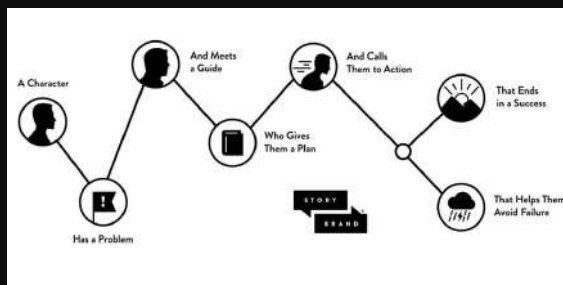 A Character
Has a Problem
And Meets
a Guide
Who Gives
Them a Plan
And Calls
Them to Action
That Ends
in a Success
That Helps Them
Avoid Failure
STORY
BRAND
!